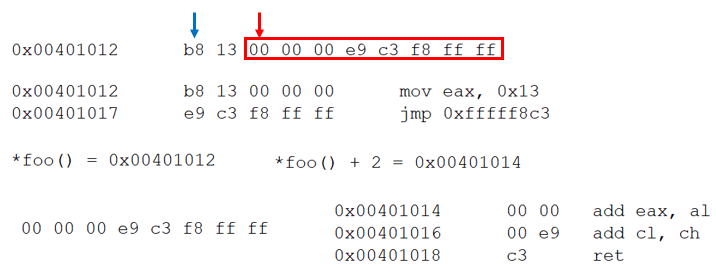 0x00401012 b8 13 00 00 00 e9 c3 f8 ff ff
0x00401012 b8 13 00 00 00 mov eax, 0x13
0x00401017 e9 c3 f8 ff ff jmp 0xfffff8c3
*foo() = 0x00401012 *foo() + 2 = 0x00401014
00 00 00 e9 c3 f8 ff ff
0x00401014 00 00 add eax, al
0x00401016 00 e9 add cl, ch
0x00401018 c3 ret